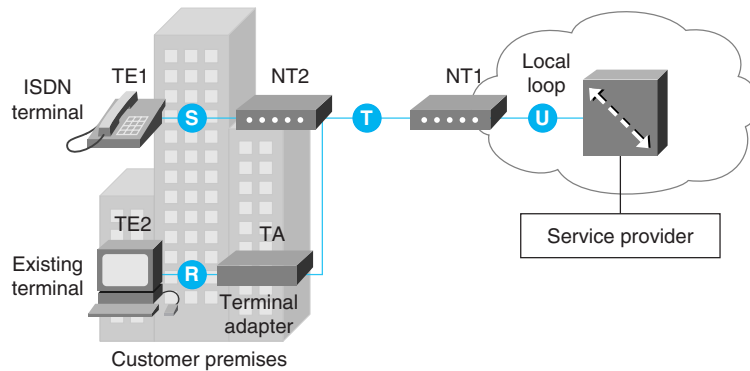 TE1
ISDN
terminal
S
NT2
T
NT1
Local
loop
U
TE2
Existing
terminal
R
TA
Terminal
adapter
Service provider
Customer premises